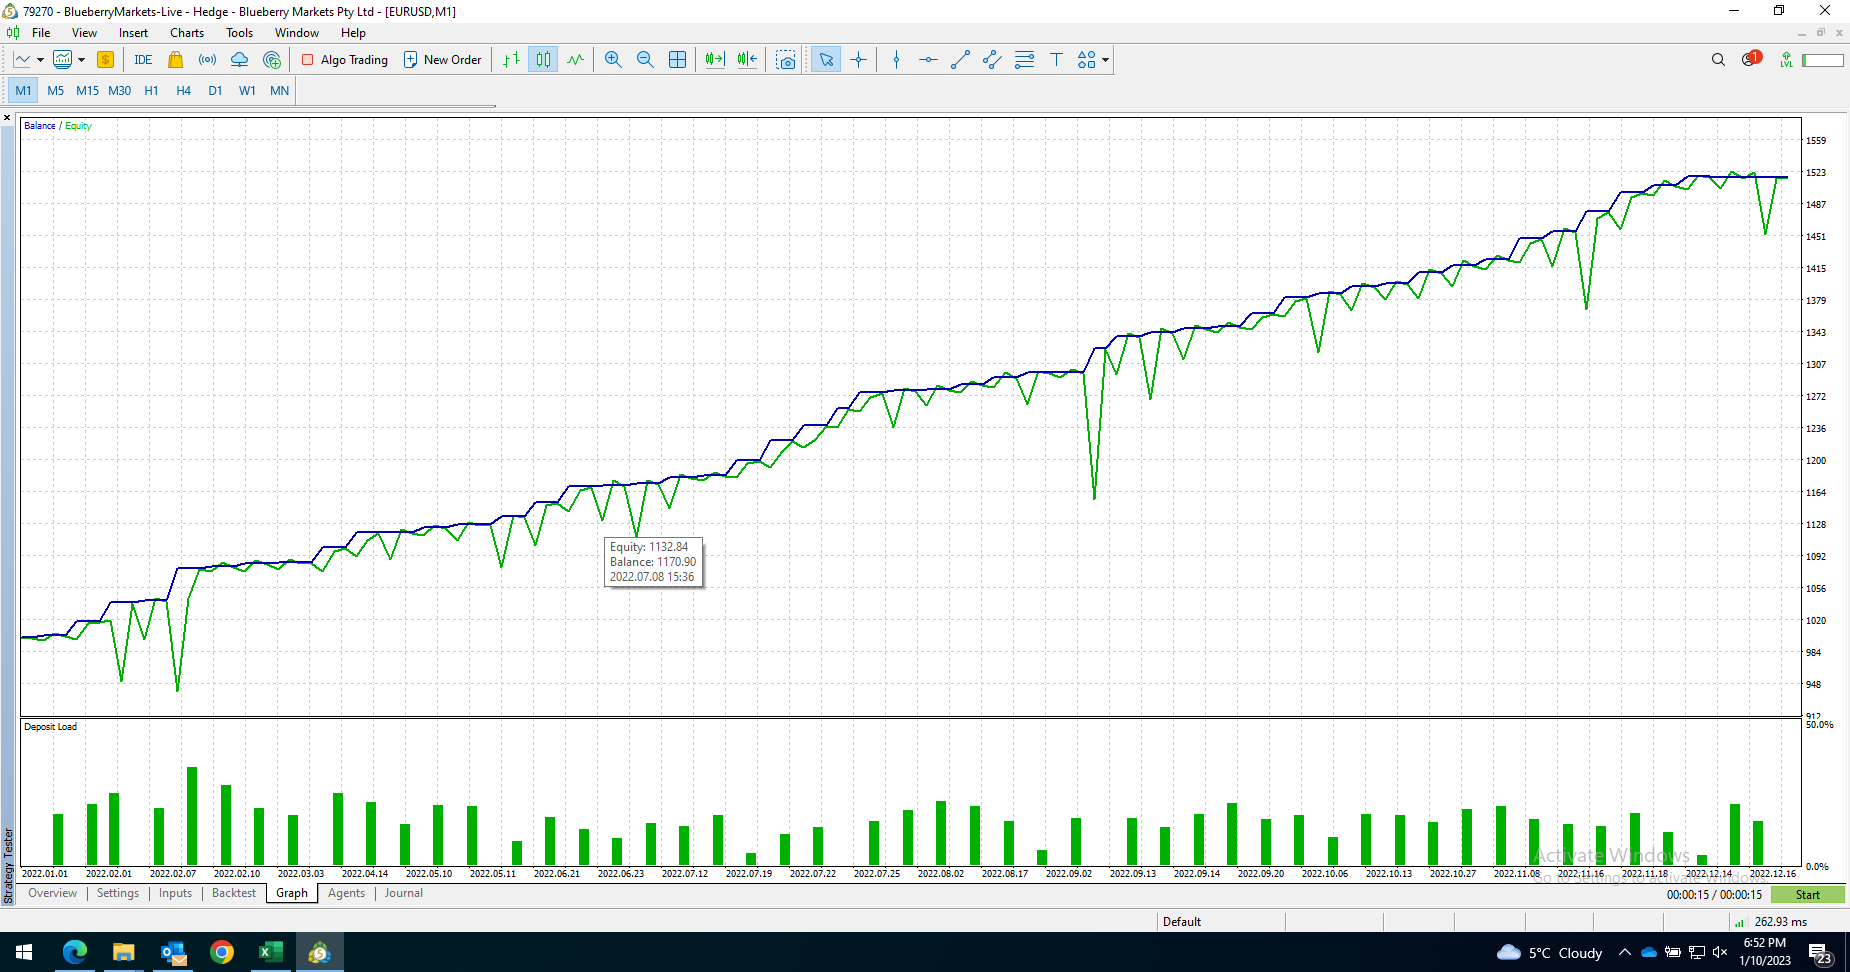 79270 - BlueberryMarkets-Live - Hedge - Blueberry Markets Pty Ltd - [EURUSD,M1]
File View Insert Charts Tools Window Help
IDE Algo Trading New Order 1 LVL
M1 M5 M15 M30 H1 H4 D1 W1 MN
Balance / Equity
1559
1523
1487
1451
1415
1379
1343
1307
1272
1236
1200
1164
1128
1092
1056
1020
984
948
912
Equity: 1132.84
Balance: 1170.90
2022.07.08 15:36
Deposit Load
50.0%
0.0%
2022.01.01 2022.02.01 2022.02.07 2022.02.10 2022.03.03 2022.04.14 2022.05.10 2022.05.11 2022.06.21 2022.06.23 2022.07.12 2022.07.19 2022.07.22 2022.07.25 2022.08.02 2022.08.17 2022.09.02 2022.09.13 2022.09.14 2022.09.20 2022.10.06 2022.10.13 2022.10.27 2022.11.08 2022.11.16 2022.11.18 2022.12.14 2022.12.16
Activate Windows
Go to Settings to activate Windows.
Strategy Tester
Overview Settings Inputs Backtest Graph Agents Journal
00:00:15 / 00:00:15 Start
Default 262.93 ms
5°C Cloudy
6:52 PM
1/10/2023
23